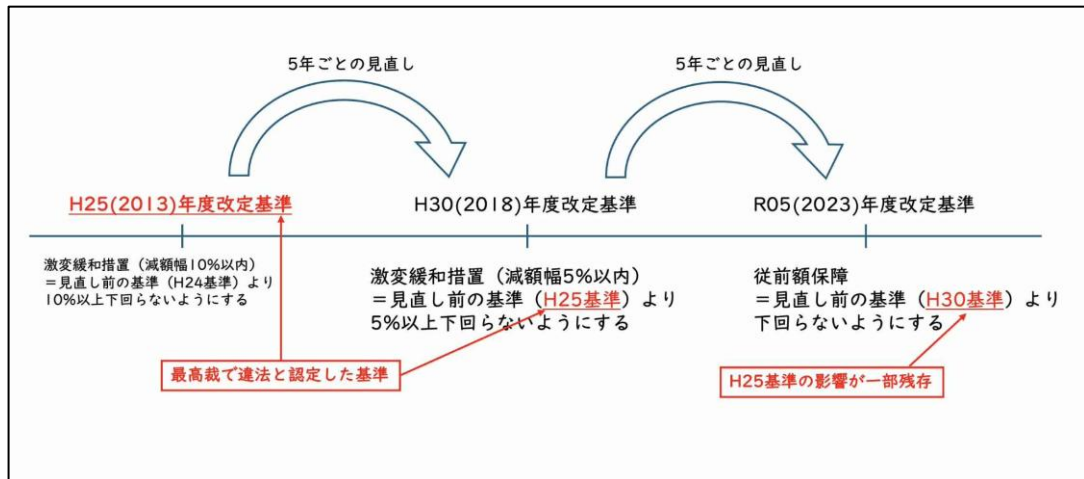 5年ごとの見直し
5年ごとの見直し
H25(2013)年度改定基準
H30(2018)年度改定基準
R05(2023)年度改定基準
激変緩和措置（減額幅10%以内）
＝見直し前の基準（H24基準）より
10%以上下回らないようにする
激変緩和措置（減額幅5%以内）
＝見直し前の基準（H25基準）より
5%以上下回らないようにする
従前額保障
＝見直し前の基準（H30基準）より
下回らないようにする
最高裁で違法と認定した基準
H25基準の影響が一部残存